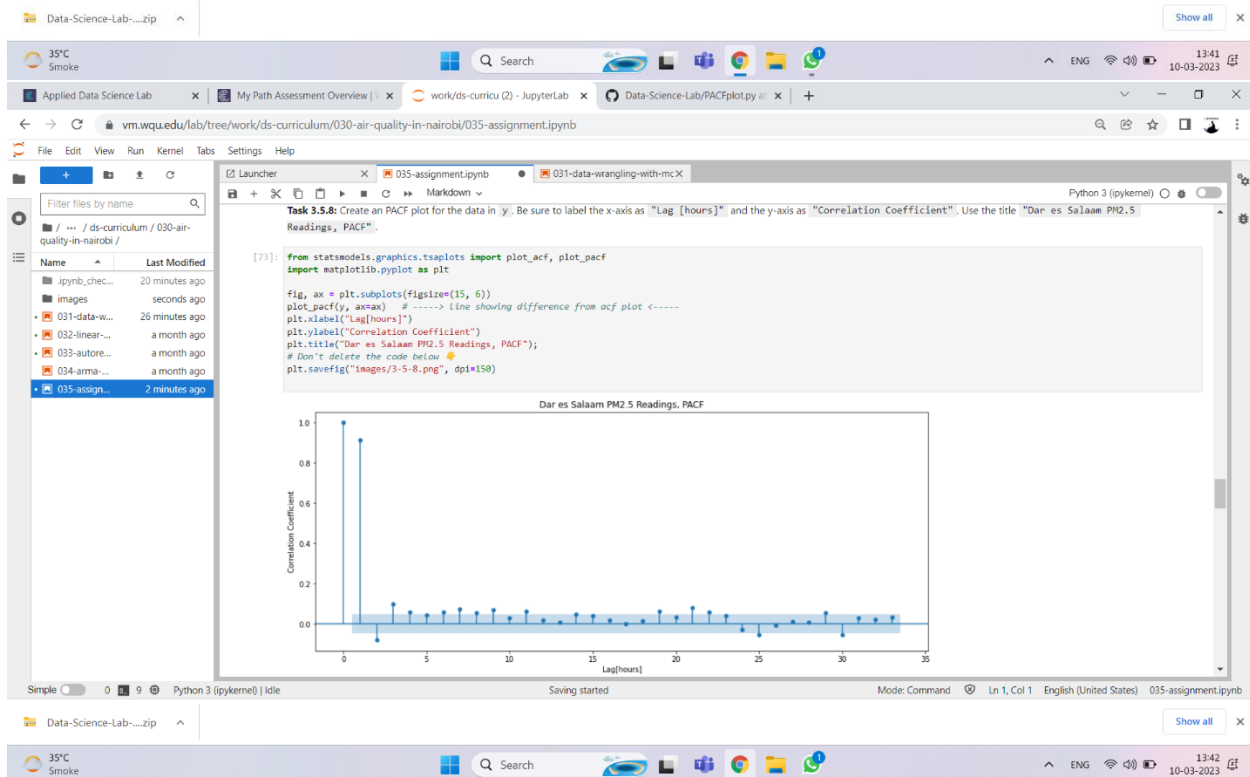 Data-Science-Lab-....zip
Show all
35°C
Smoke
Search
ENG
13:41
10-03-2023
Applied Data Science Lab
My Path Assessment Overview | V
work/ds-curricu (2) - JupyterLab
Data-Science-Lab/PACFplot.py at
vm.wqu.edu/lab/tree/work/ds-curriculum/030-air-quality-in-nairobi/035-assignment.ipynb
File Edit View Run Kernel Tabs Settings Help
Launcher
035-assignment.ipynb
031-data-wrangling-with-mc
Filter files by name
/ ··· / ds-curriculum / 030-air-
quality-in-nairobi /
Name Last Modified
.ipynb_chec... 20 minutes ago
images seconds ago
031-data-w... 26 minutes ago
032-linear-... a month ago
033-autore... a month ago
034-arma-... a month ago
035-assign... 2 minutes ago
Markdown
Python 3 (ipykernel)
Task 3.5.8: Create an PACF plot for the data in y . Be sure to label the x-axis as "Lag [hours]" and the y-axis as "Correlation Coefficient" . Use the title "Dar es Salaam PM2.5
Readings, PACF" .
[73]: from statsmodels.graphics.tsaplots import plot_acf, plot_pacf
import matplotlib.pyplot as plt
fig, ax = plt.subplots(figsize=(15, 6))
plot_pacf(y, ax=ax) # -----> line showing difference from acf plot <-----
plt.xlabel("Lag[hours]")
plt.ylabel("Correlation Coefficient")
plt.title("Dar es Salaam PM2.5 Readings, PACF");
# Don't delete the code below 👇
plt.savefig("images/3-5-8.png", dpi=150)
Dar es Salaam PM2.5 Readings, PACF
1.0
0.8
0.6
0.4
0.2
0.0
Correlation Coefficient
0 5 10 15 20 25 30 35
Lag[hours]
Simple 0 9 Python 3 (ipykernel) | Idle
Saving started
Mode: Command Ln 1, Col 1 English (United States) 035-assignment.ipynb
Data-Science-Lab-....zip
Show all
35°C
Smoke
Search
ENG
13:42
10-03-2023